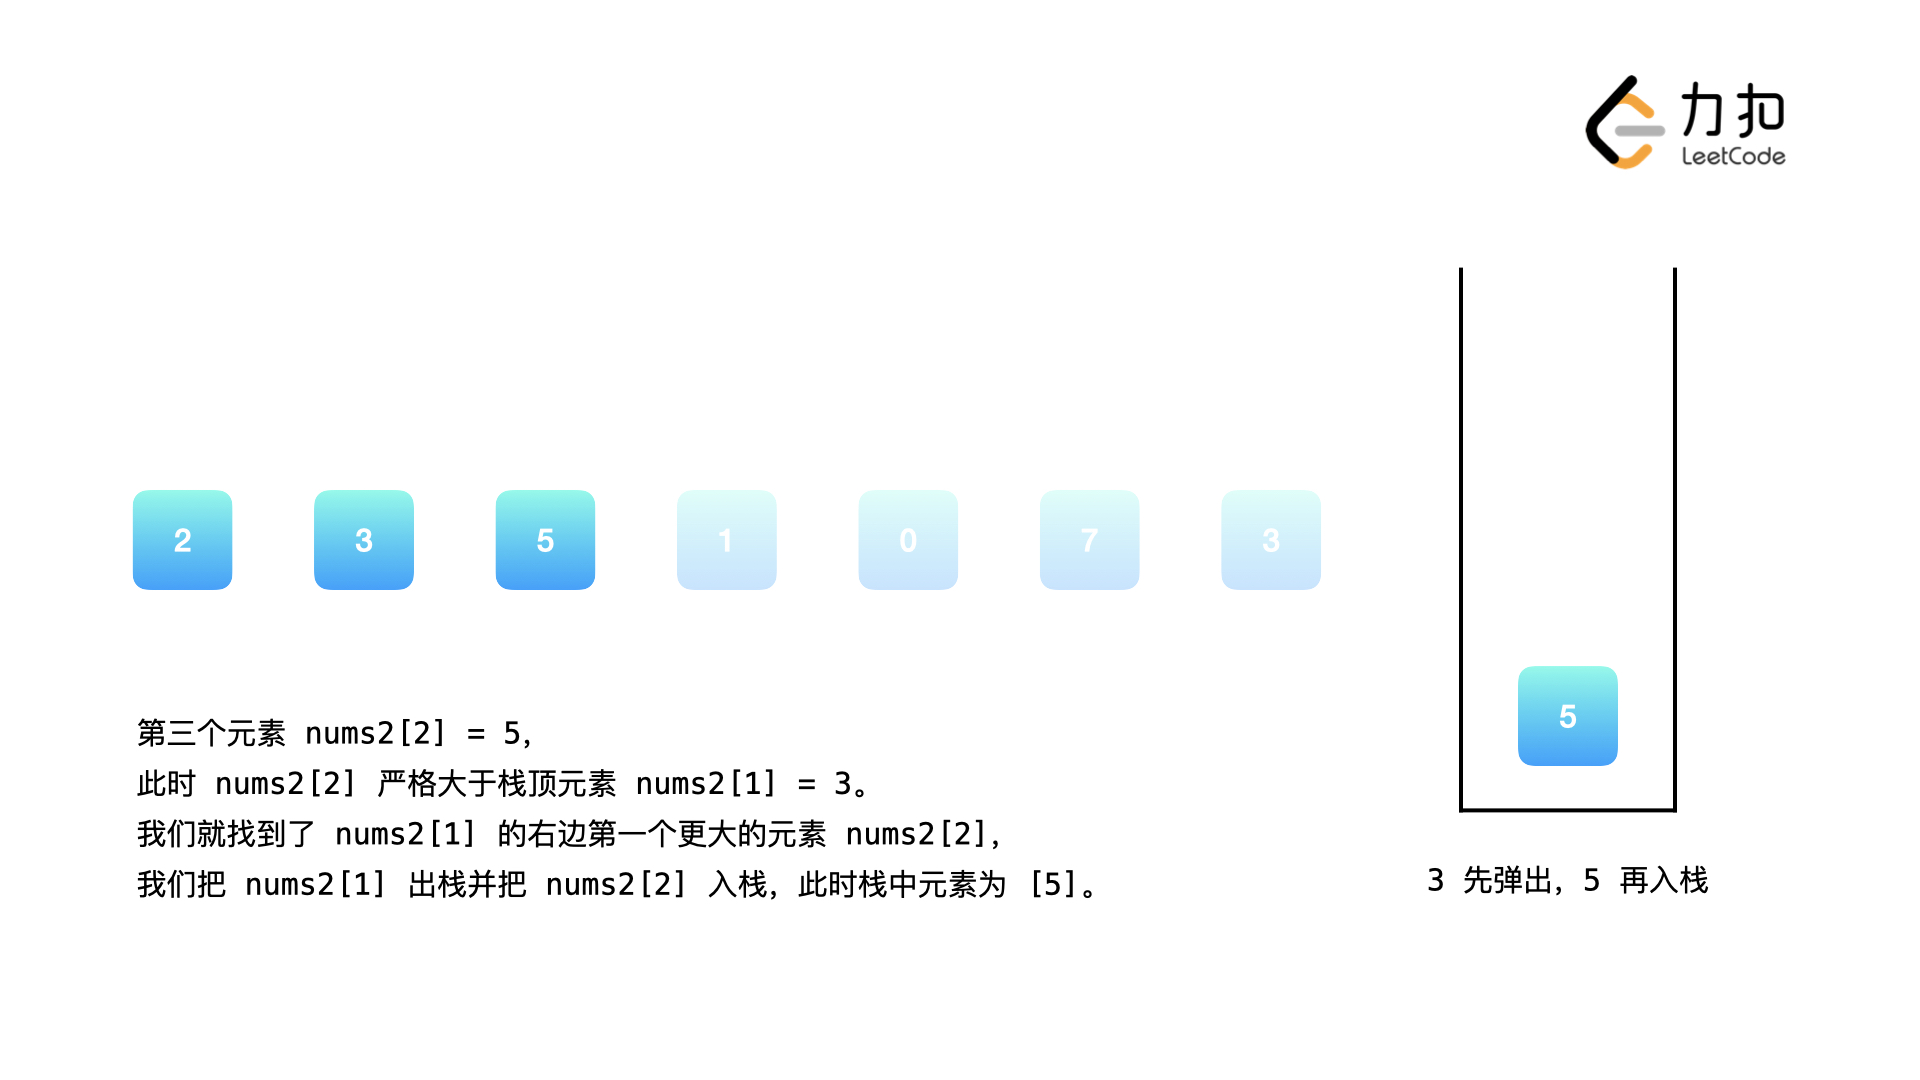 力扣
LeetCode
2 3 5 1 0 7 3
5
第三个元素 nums2[2] = 5,
此时 nums2[2] 严格大于栈顶元素 nums2[1] = 3。
我们就找到了 nums2[1] 的右边第一个更大的元素 nums2[2],
我们把 nums2[1] 出栈并把 nums2[2] 入栈，此时栈中元素为 [5]。
3 先弹出，5 再入栈